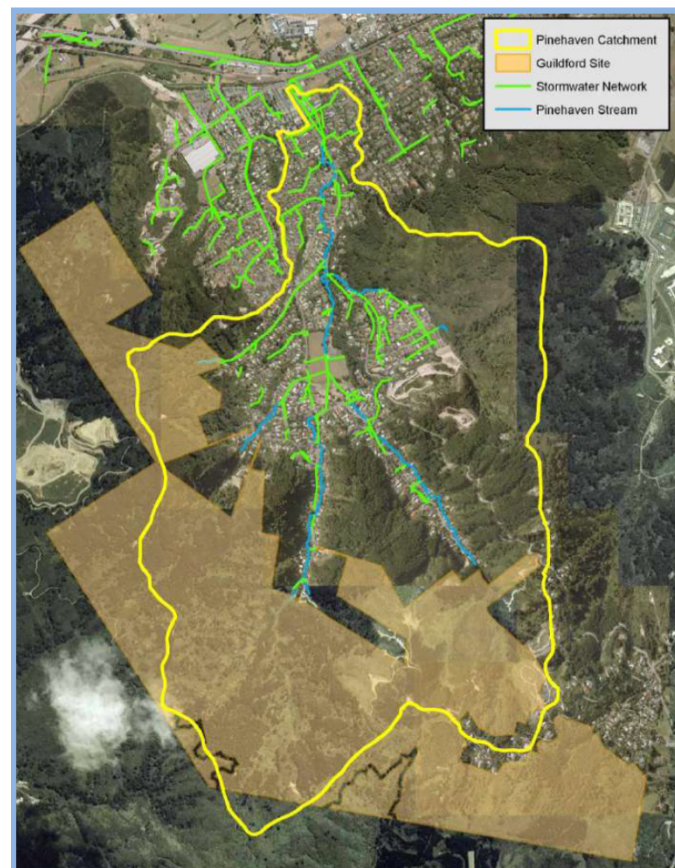 Pinehaven Catchment
Guildford Site
Stormwater Network
Pinehaven Stream